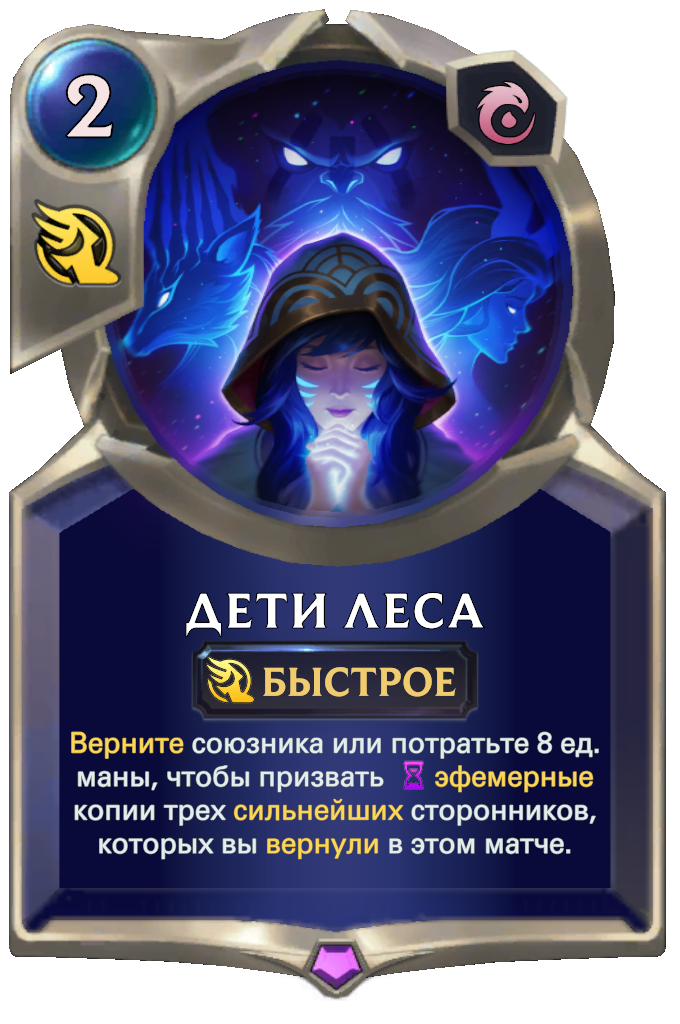 2
ДЕТИ ЛЕСА
БЫСТРОЕ
Верните союзника или потратьте 8 ед.
маны, чтобы призвать эфемерные
копии трех сильнейших сторонников,
которых вы вернули в этом матче.